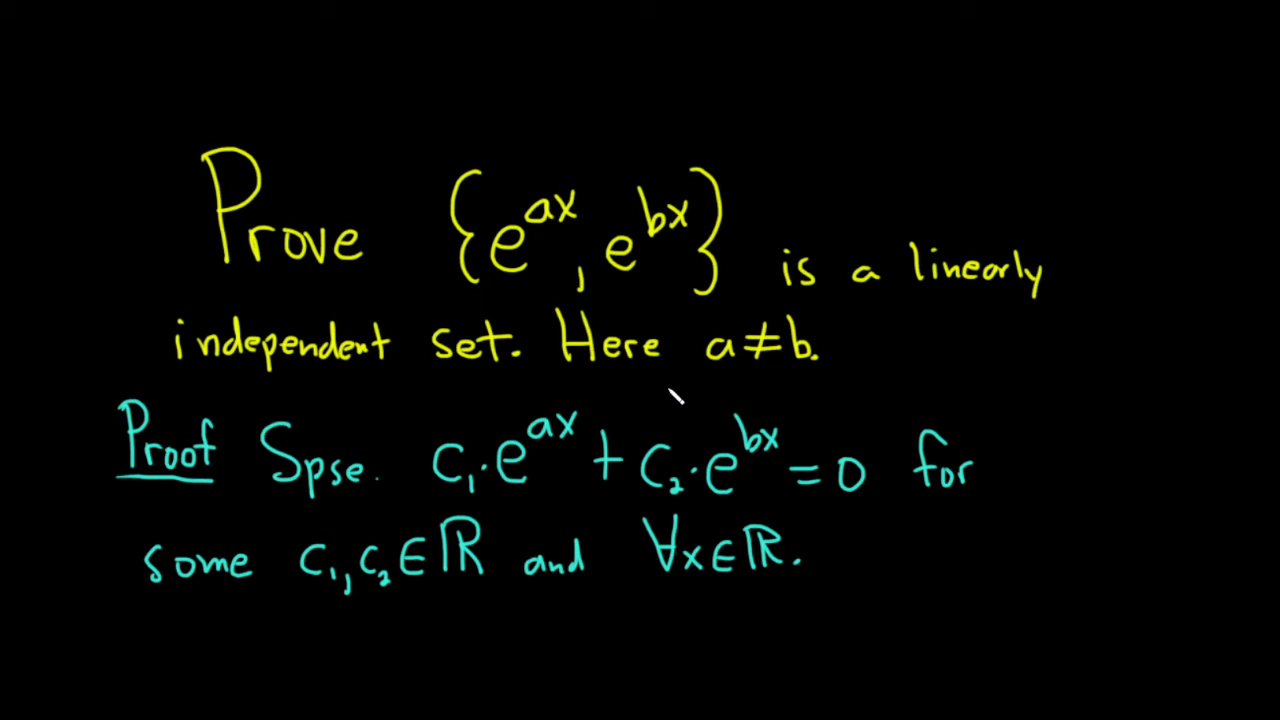 Prove {e^{ax}, e^{bx}} is a linearly
independent set. Here a≠b.
Proof Spse. c₁·e^{ax} + c₂·e^{bx} = 0 for
some c₁, c₂ ∈ ℝ and ∀x∈ℝ.